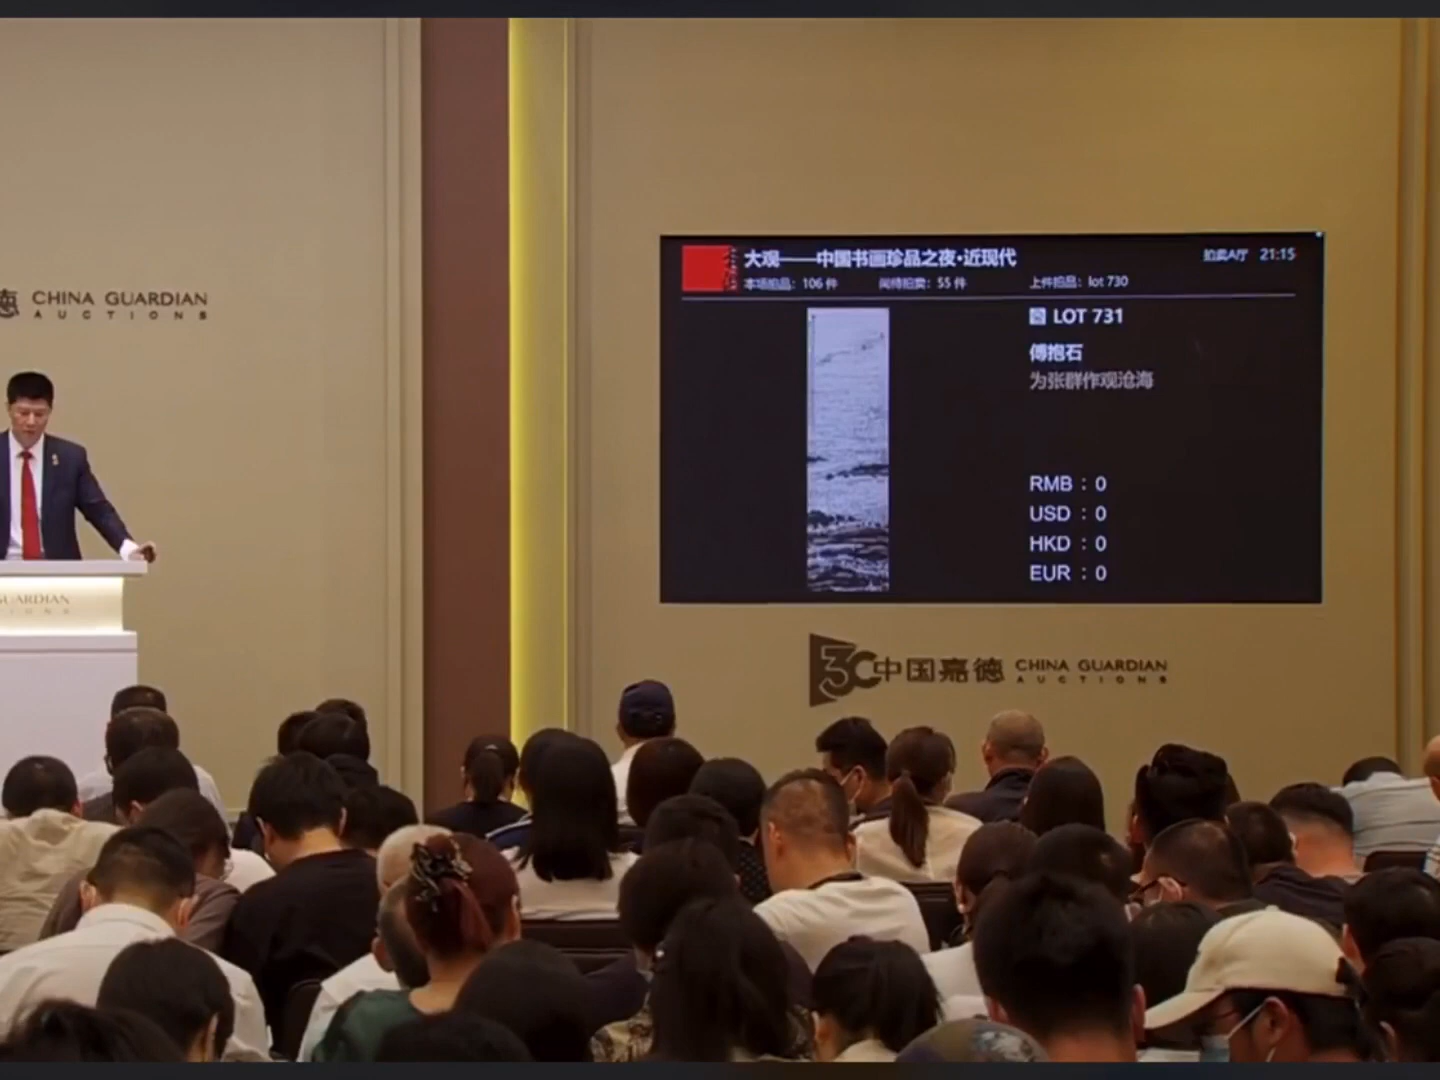 CHINA GUARDIAN
AUCTIONS
GUARDIAN
大观——中国书画珍品之夜·近现代
拍卖A厅 21:15
本场拍品：106 件 尚待拍卖：55 件 上件拍品：lot 730
LOT 731
傅抱石
为张群作观沧海
RMB：0
USD：0
HKD：0
EUR：0
30 中国嘉德 CHINA GUARDIAN
AUCTIONS